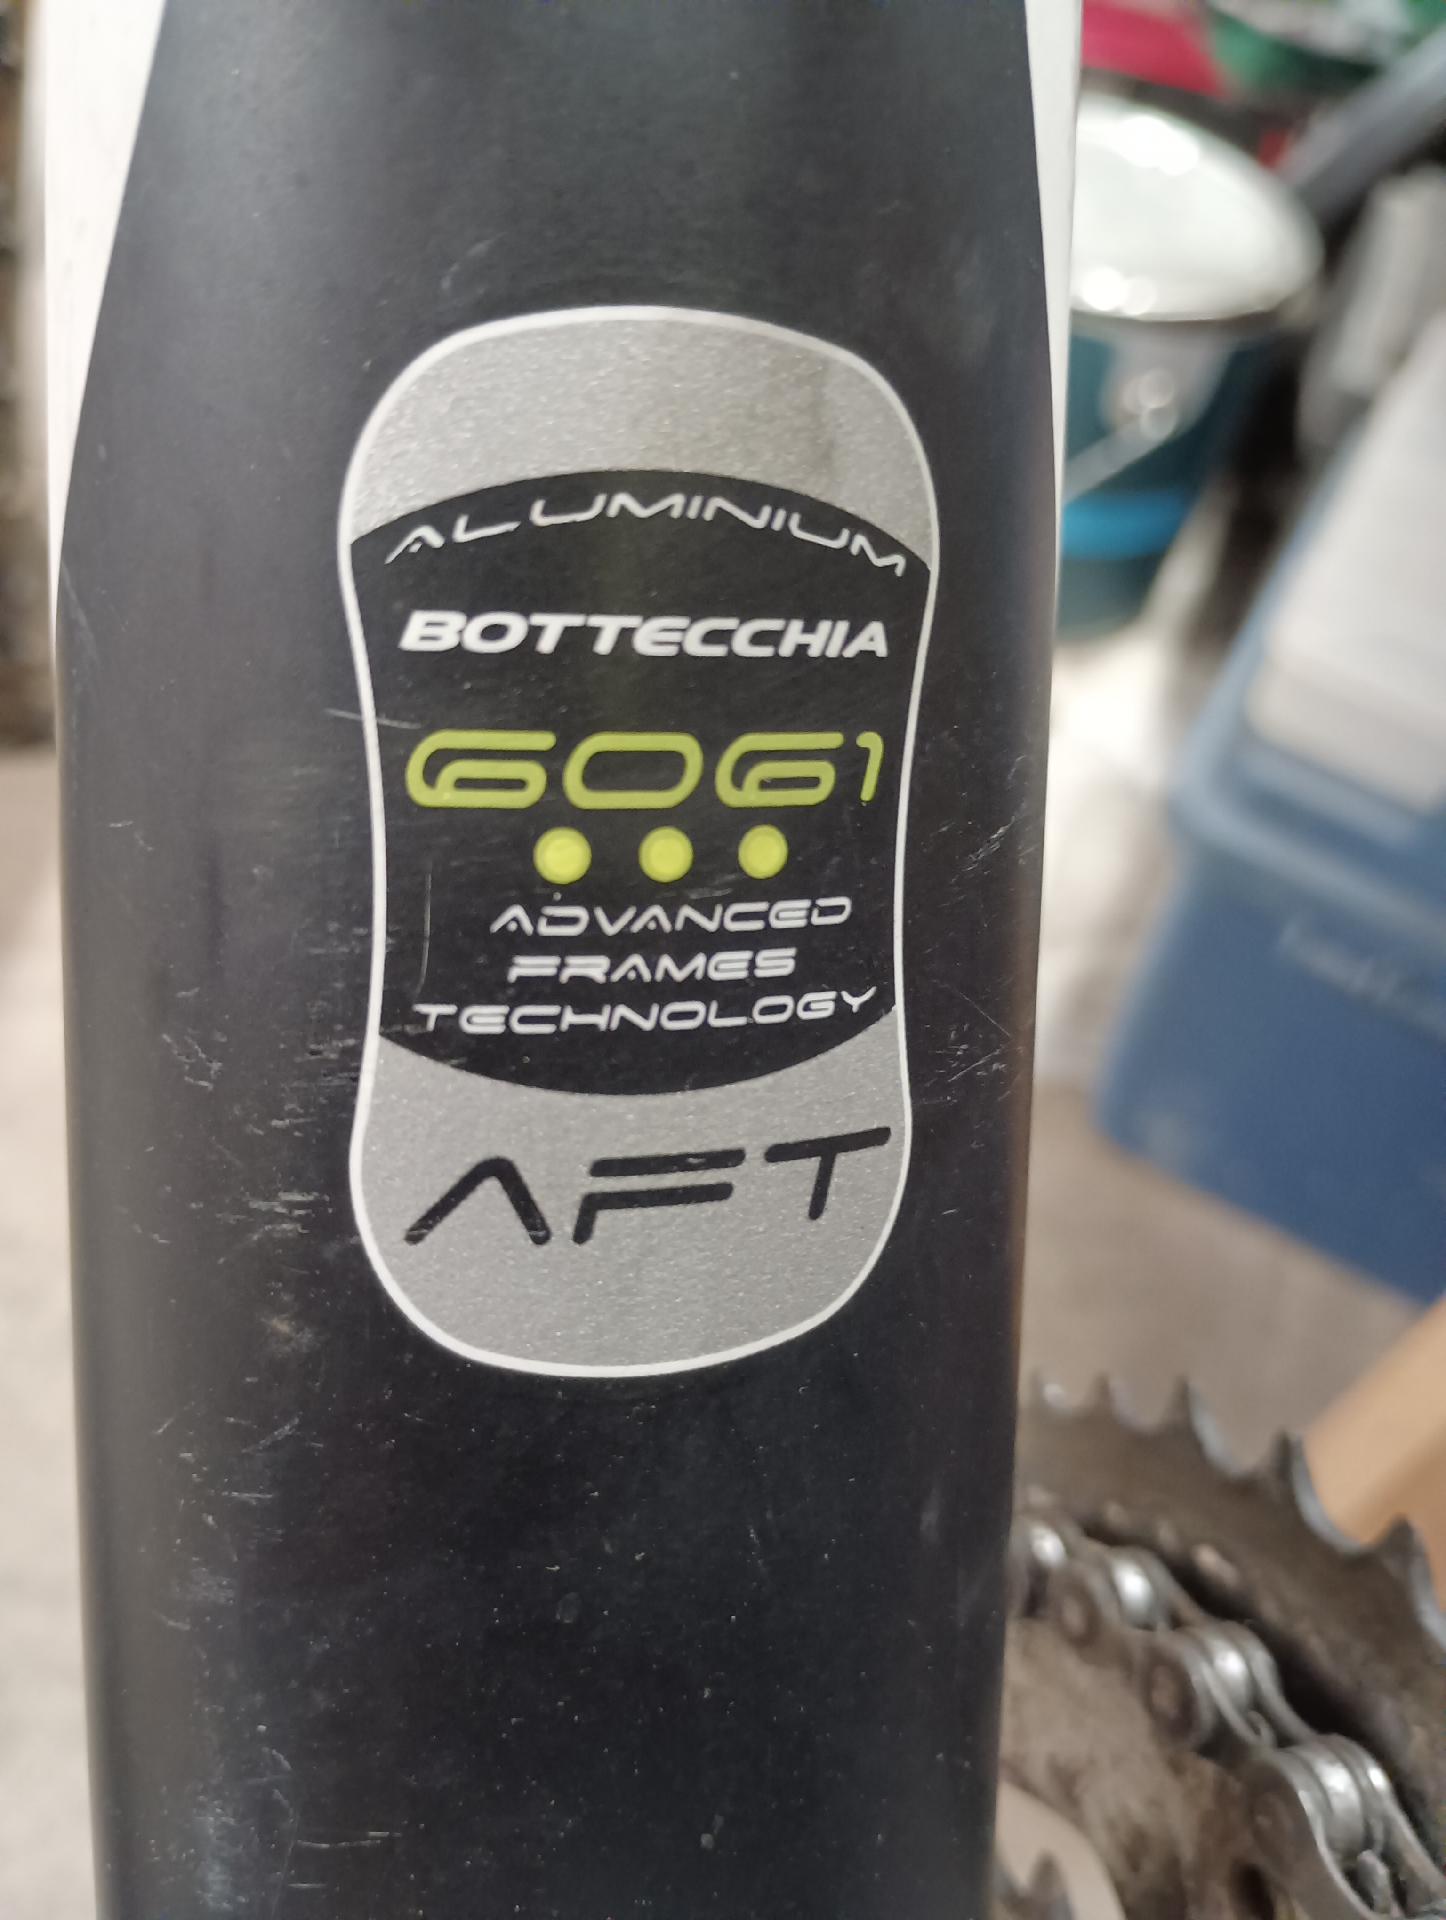 ALUMINIUM
BOTTECCHIA
6061
ADVANCED
FRAMES
TECHNOLOGY
AFT